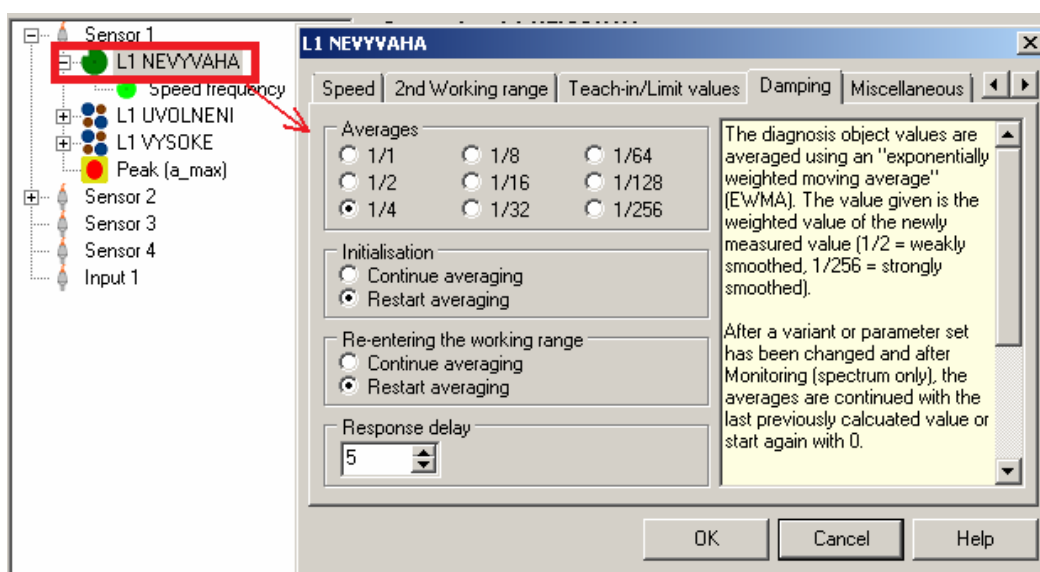 Sensor 1
L1 NEVYVAHA
Speed frequency
L1 UVOLNENI
L1 VYSOKE
Peak (a_max)
Sensor 2
Sensor 3
Sensor 4
Input 1
L1 NEVYVAHA
Speed
2nd Working range
Teach-in/Limit values
Damping
Miscellaneous
Averages
1/1 1/8 1/64
1/2 1/16 1/128
1/4 1/32 1/256
Initialisation
Continue averaging
Restart averaging
Re-entering the working range
Continue averaging
Restart averaging
Response delay
5
The diagnosis object values are
averaged using an "exponentially
weighted moving average"
(EWMA). The value given is the
weighted value of the newly
measured value (1/2 = weakly
smoothed, 1/256 = strongly
smoothed).
After a variant or parameter set
has been changed and after
Monitoring (spectrum only), the
averages are continued with the
last previously calcuated value or
start again with 0.
OK
Cancel
Help